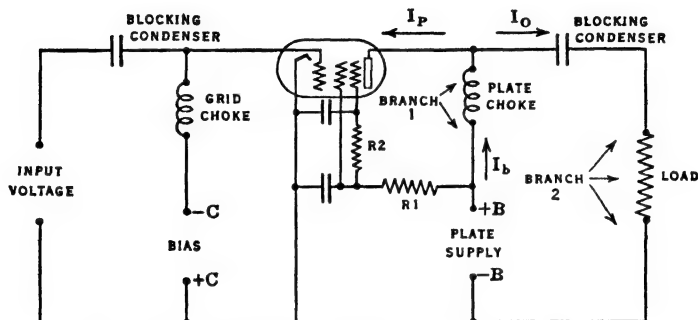 BLOCKING
CONDENSER
I_P
I_O
BLOCKING
CONDENSER
GRID
CHOKE
BRANCH
1
PLATE
CHOKE
R2
INPUT
VOLTAGE
I_b
BRANCH
2
LOAD
R1
-C
+B
BIAS
PLATE
SUPPLY
+C
-B